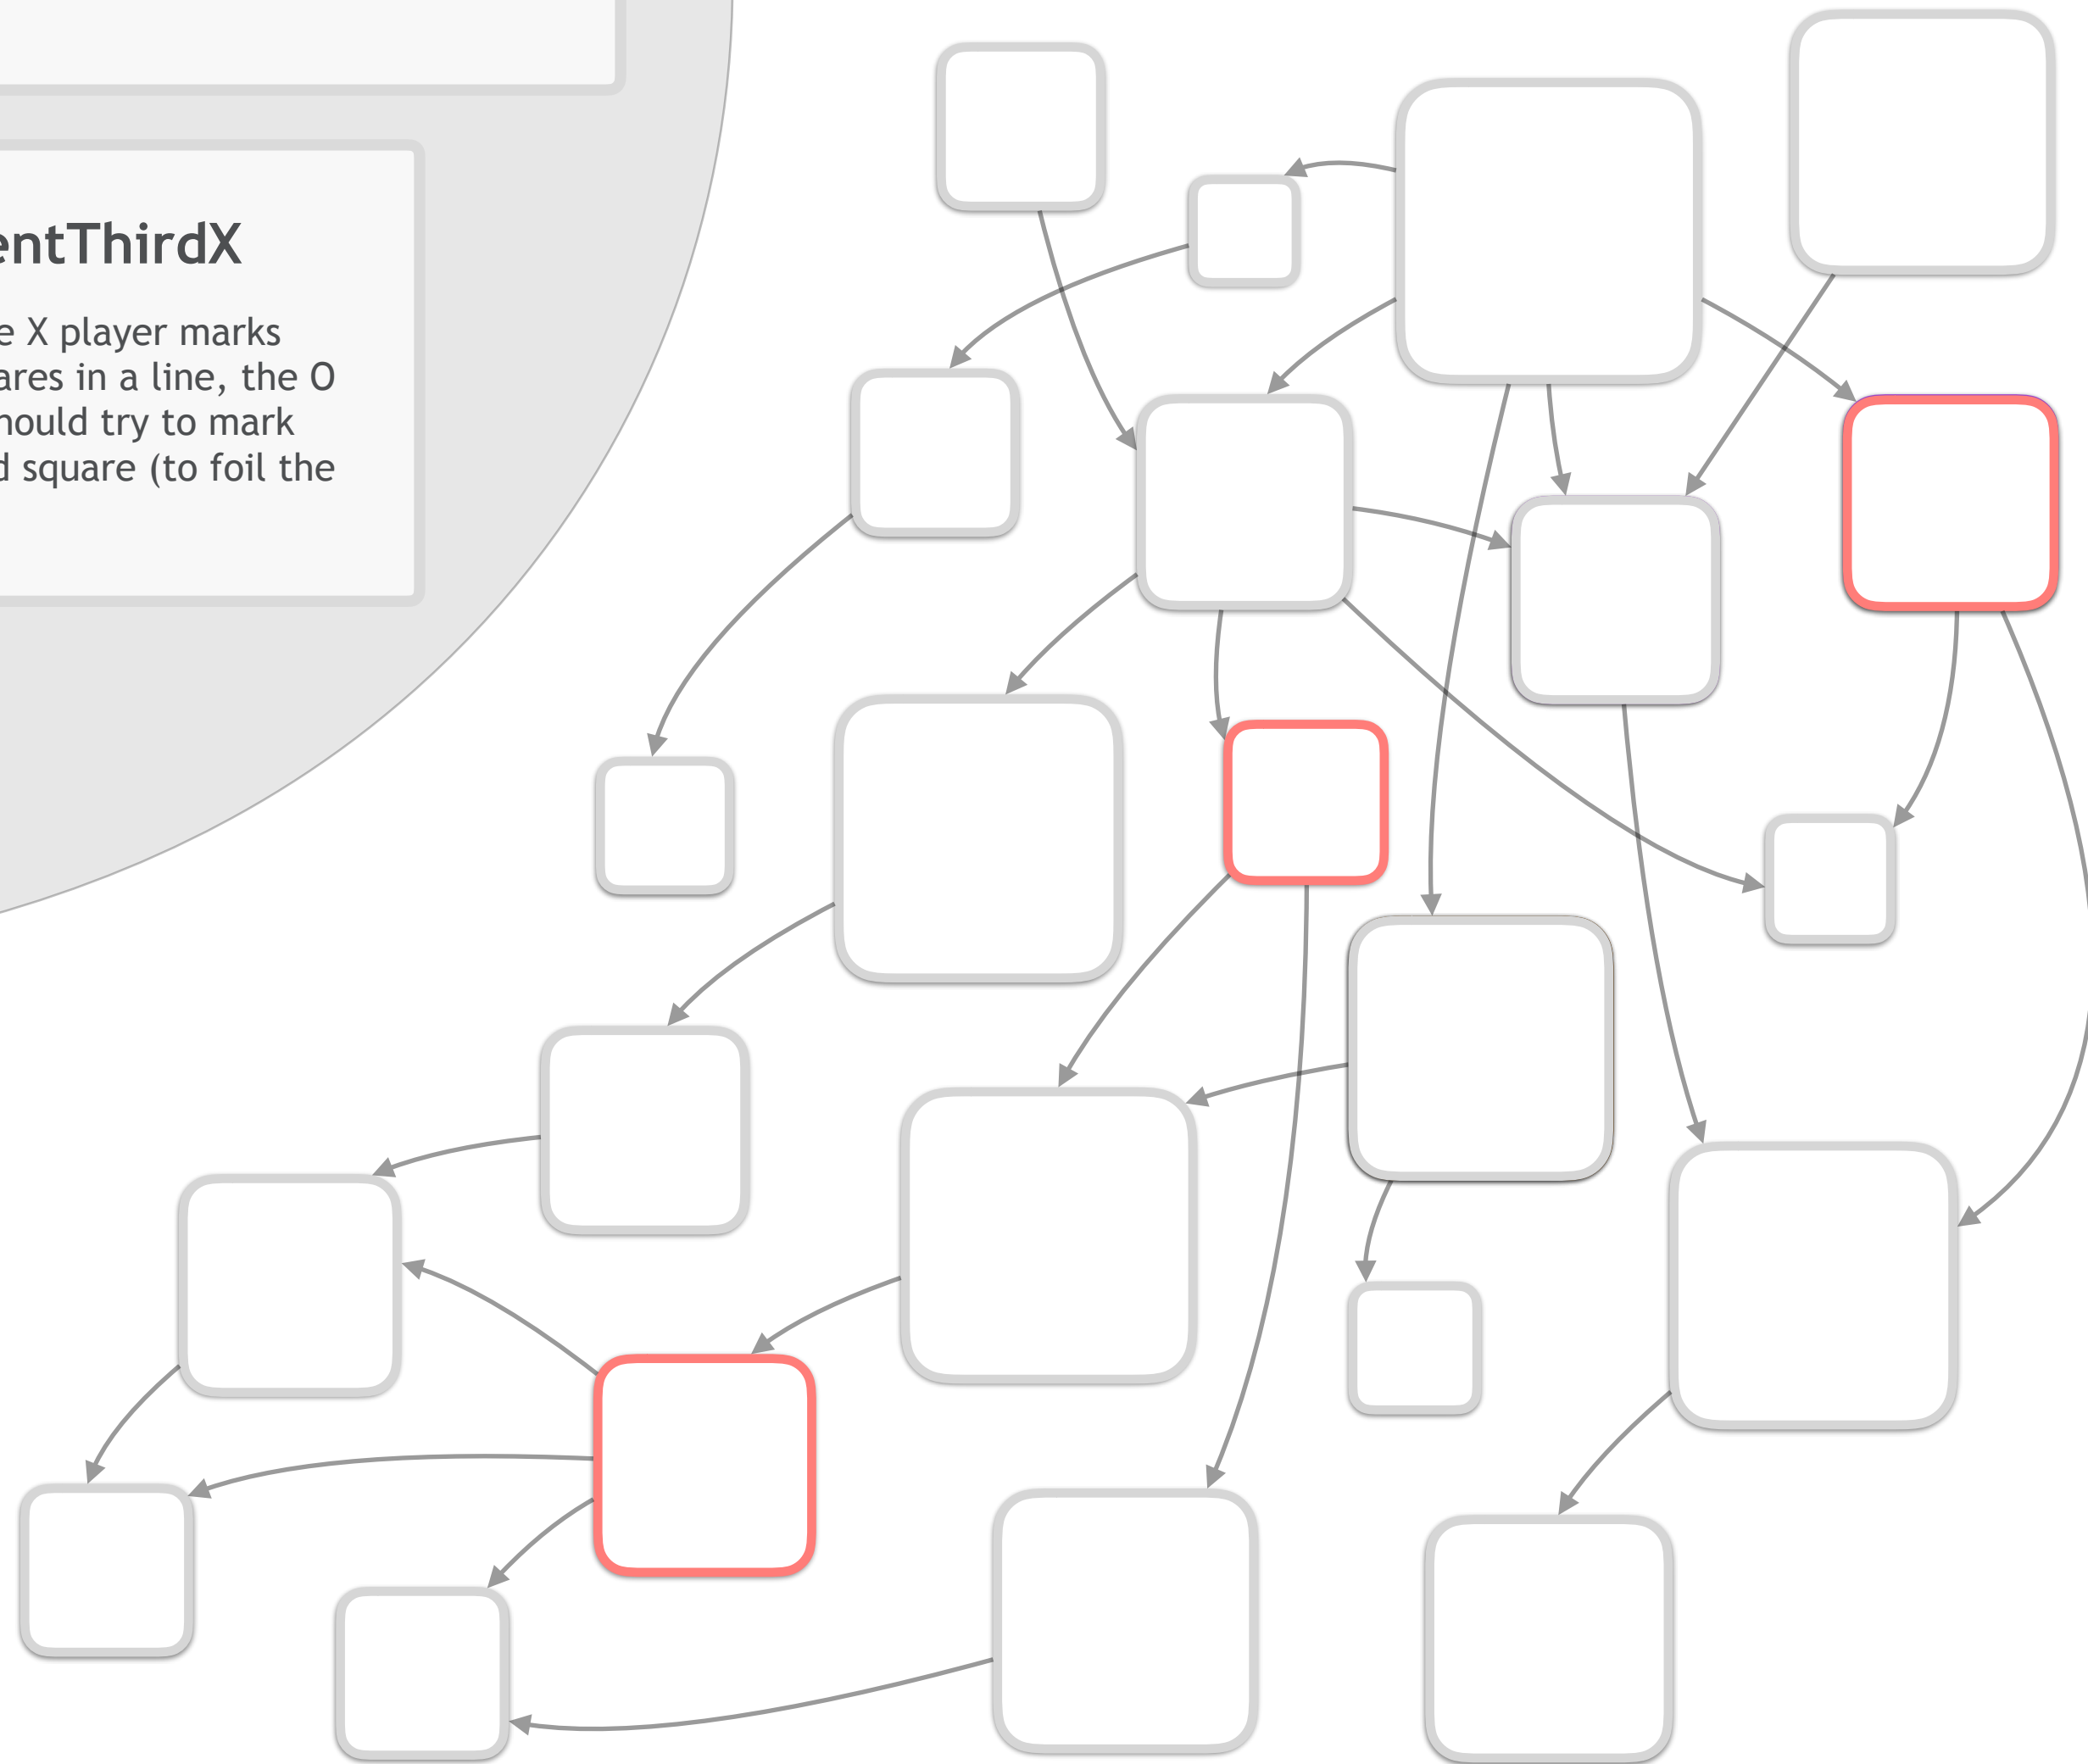 entThirdX
e X player marks
ares in a line, the O
hould try to mark
d square (to foil the